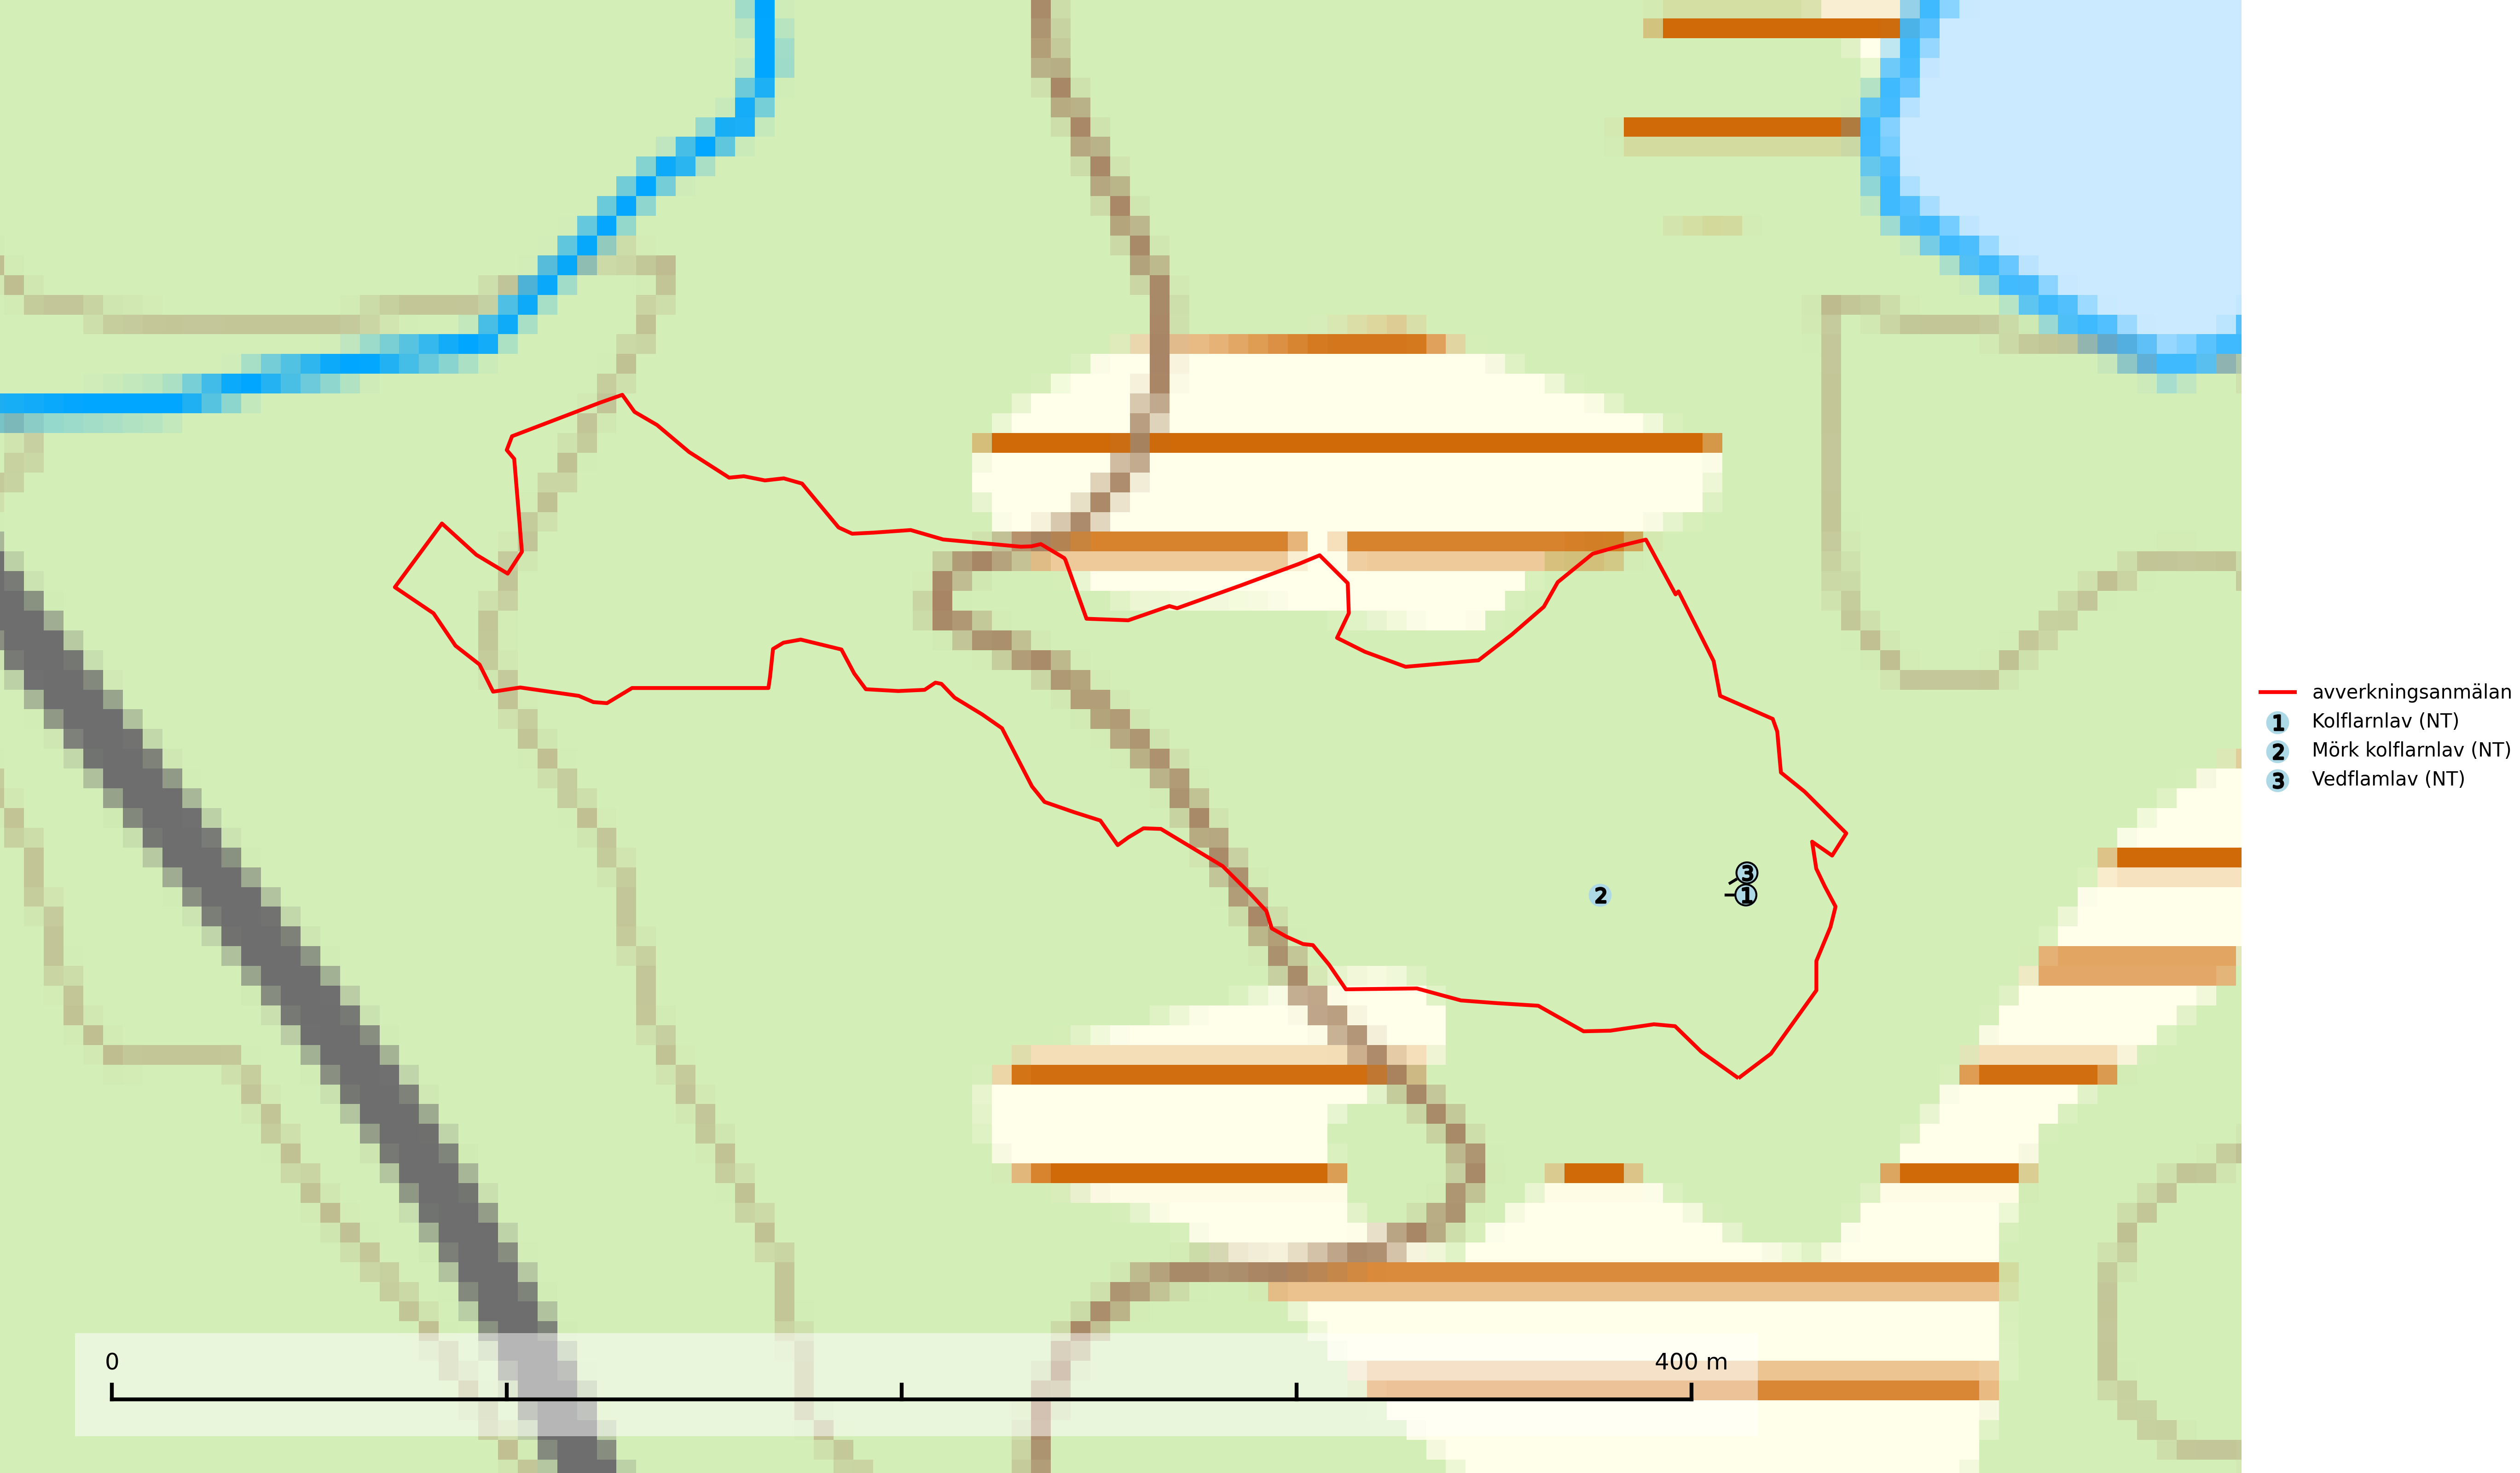 avverkningsanmälan
1 Kolflarnlav (NT)
2 Mörk kolflarnlav (NT)
3 Vedflamlav (NT)
3
2 1
0 400 m